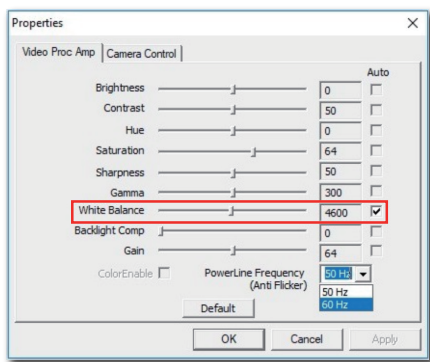 Properties
Video Proc Amp Camera Control
Auto
Brightness 0
Contrast 50
Hue 0
Saturation 64
Sharpness 50
Gamma 300
White Balance 4600
Backlight Comp 0
Gain 64
ColorEnable PowerLine Frequency 50 Hz
(Anti Flicker)
50 Hz
60 Hz
Default
OK Cancel Apply